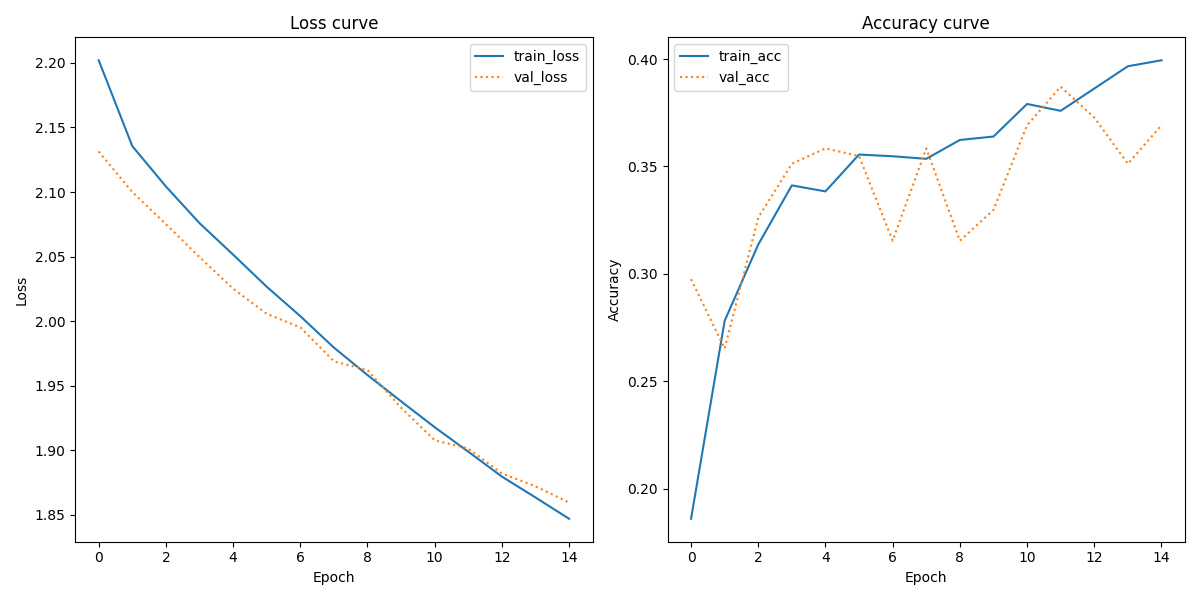 Loss curve
train_loss
val_loss
2.20
2.15
2.10
2.05
2.00
1.95
1.90
1.85
Loss
0 2 4 6 8 10 12 14
Epoch
Accuracy curve
train_acc
val_acc
0.40
0.35
0.30
0.25
0.20
Accuracy
0 2 4 6 8 10 12 14
Epoch